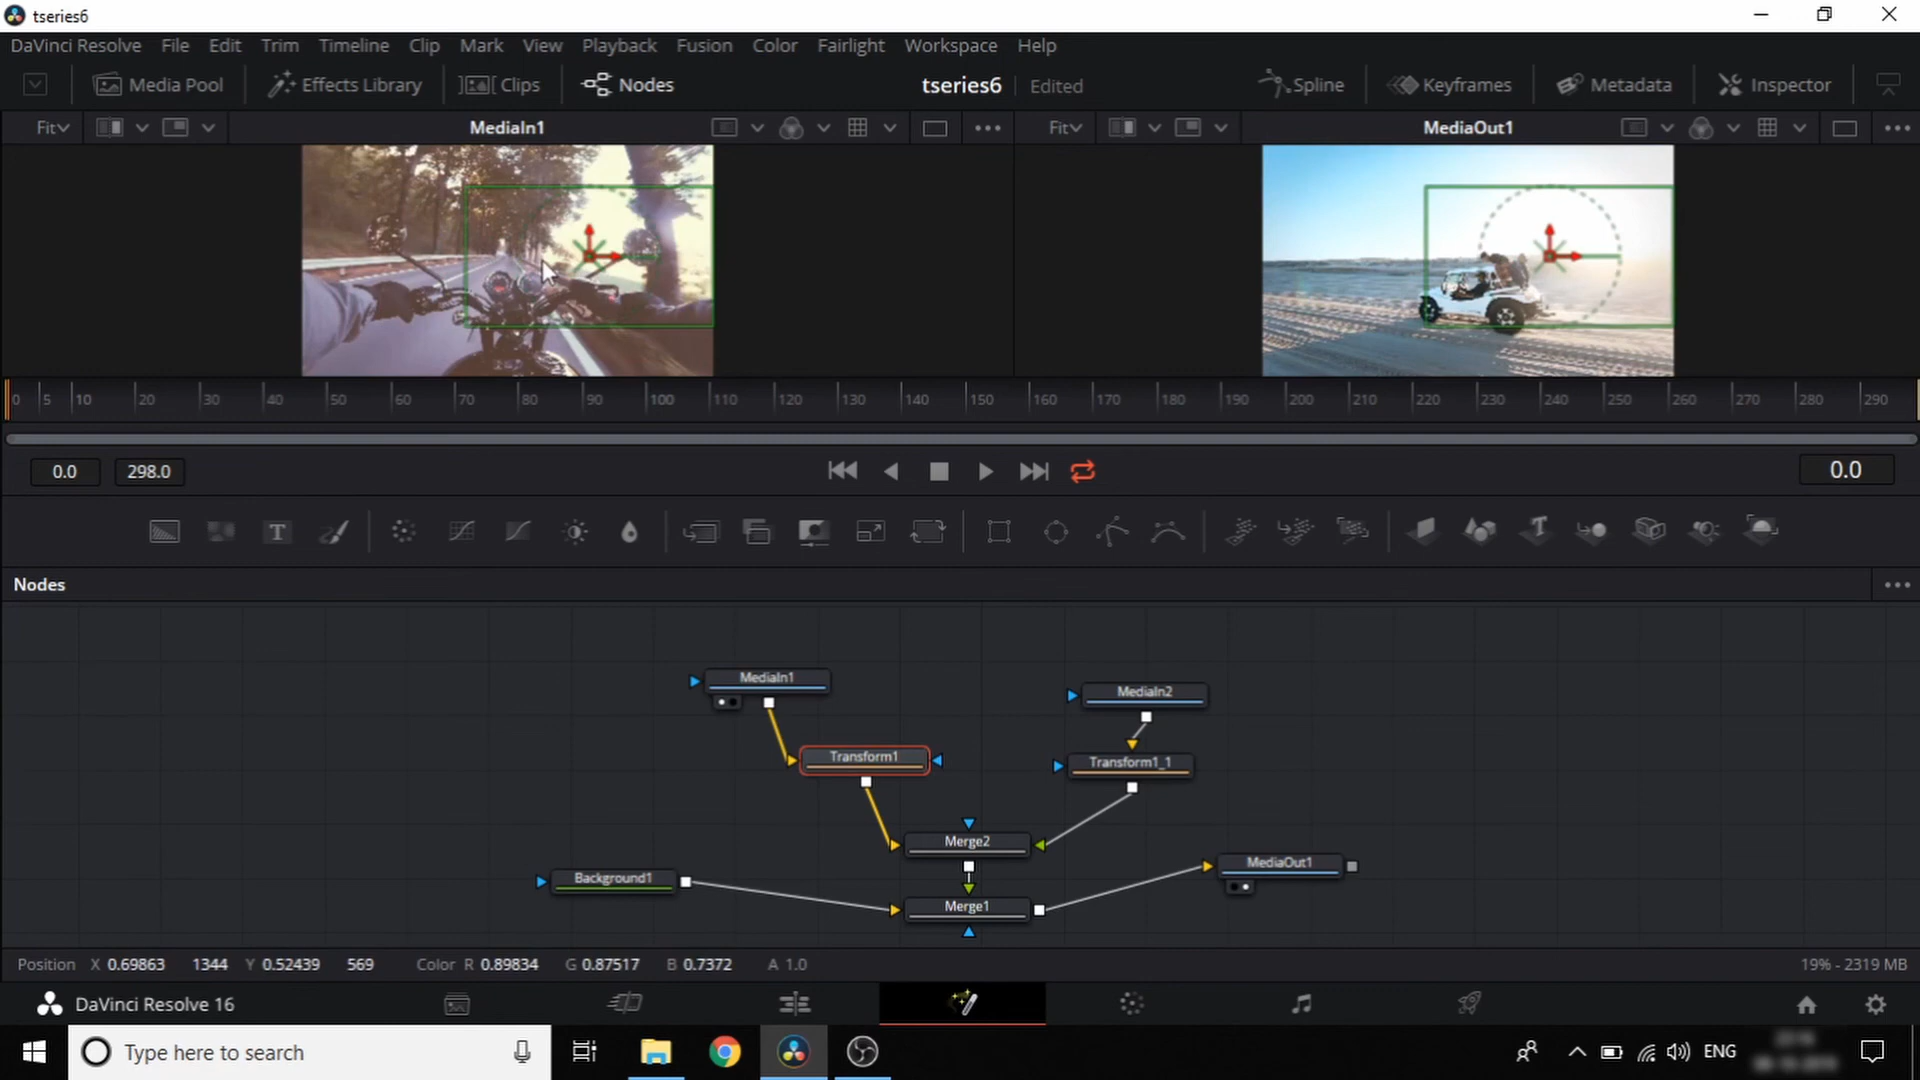 tseries6
DaVinci Resolve File Edit Trim Timeline Clip Mark View Playback Fusion Color Fairlight Workspace Help
Media Pool Effects Library Clips Nodes tseries6 Edited Spline Keyframes Metadata Inspector
Fit MediaIn1 Fit MediaOut1
0 5 10 20 30 40 50 60 70 80 90 100 110 120 130 140 150 160 170 180 190 200 210 220 230 240 250 260 270 280 290
0.0 298.0 0.0
Nodes
MediaIn1
MediaIn2
Transform1
Transform1_1
Merge2
MediaOut1
Background1
Merge1
Position X 0.69863 1344 Y 0.52439 569 Color R 0.89834 G 0.87517 B 0.7372 A 1.0 19% - 2319 MB
DaVinci Resolve 16
Type here to search ENG